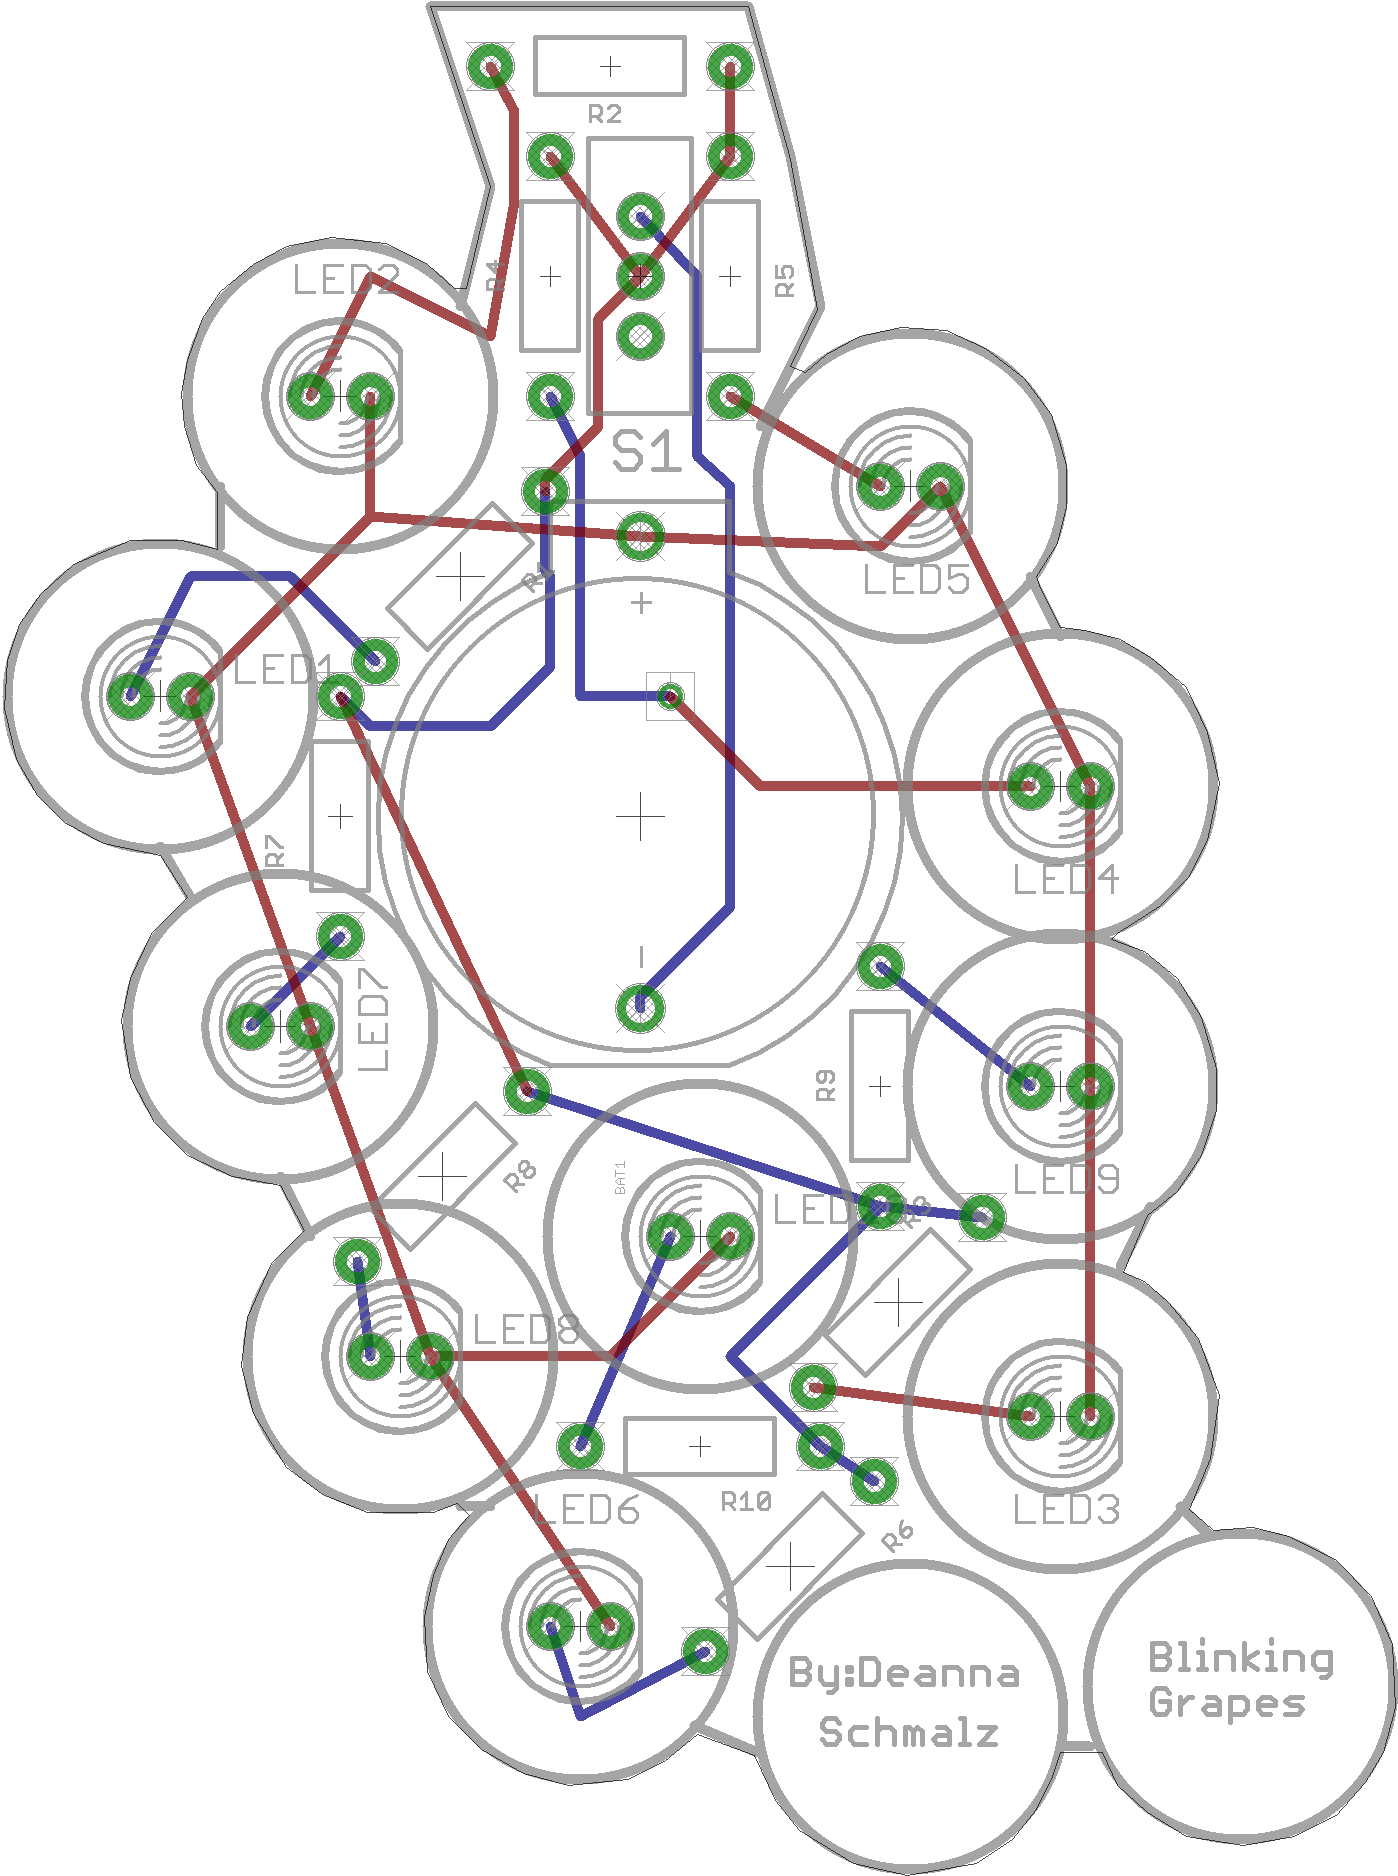 R2
LED2
R4
R5
S1
LED5
R1
+
LED1
R7
LED4
LED7
-
R9
BAT1
R8
LED9
LED8
R10
LED6
LED3
R6
By:Deanna
Schmalz
Blinking
Grapes